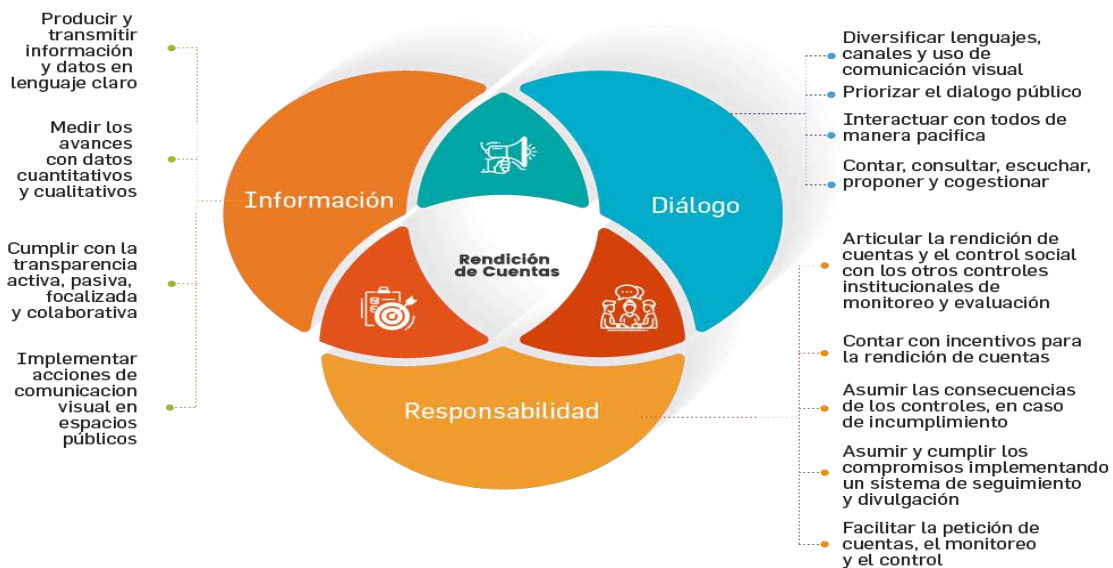 Producir y
transmitir
información
y datos en
lenguaje claro
Medir los
avances
con datos
cuantitativos
y cualitativos
Cumplir con la
transparencia
activa, pasiva,
focalizada
y colaborativa
Implementar
acciones de
comunicacion
visual en
espacios
públicos
Información
Diálogo
Rendición
de Cuentas
Responsabilidad
Diversificar lenguajes,
canales y uso de
comunicación visual
Priorizar el dialogo público
Interactuar con todos de
manera pacifica
Contar, consultar, escuchar,
proponer y cogestionar
Articular la rendición de
cuentas y el control social
con los otros controles
institucionales de
monitoreo y evaluación
Contar con incentivos para
la rendición de cuentas
Asumir las consecuencias
de los controles, en caso
de incumplimiento
Asumir y cumplir los
compromisos implementando
un sistema de seguimiento
y divulgación
Facilitar la petición de
cuentas, el monitoreo
y el control